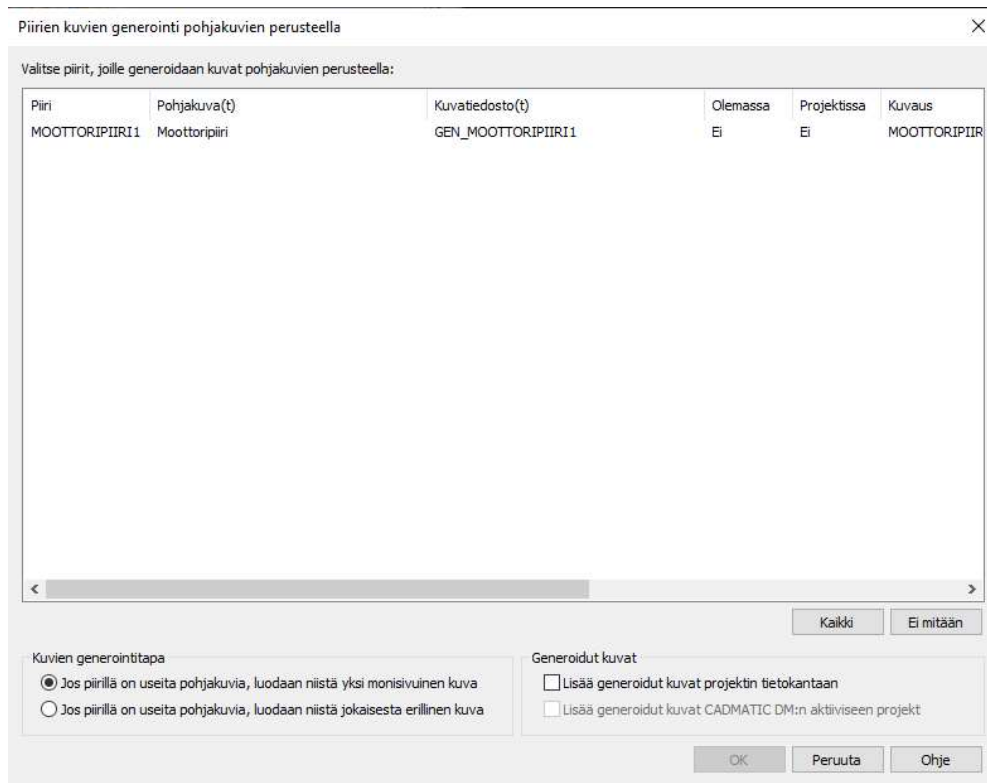 Piirien kuvien generointi pohjakuvien perusteella
Valitse piirit, joille generoidaan kuvat pohjakuvien perusteella:
Piiri Pohjakuva(t) Kuvatiedosto(t) Olemassa Projektissa Kuvaus
MOOTTORIPIIRI1 Moottoripiiri GEN_MOOTTORIPIIRI1 Ei Ei MOOTTORIPIIR
Kaikki Ei mitään
Kuvien generointitapa Generoidut kuvat
Jos piirillä on useita pohjakuvia, luodaan niistä yksi monisivuinen kuva Lisää generoidut kuvat projektin tietokantaan
Jos piirillä on useita pohjakuvia, luodaan niistä jokaisesta erillinen kuva Lisää generoidut kuvat CADMATIC DM:n aktiiviseen projekt
OK Peruuta Ohje